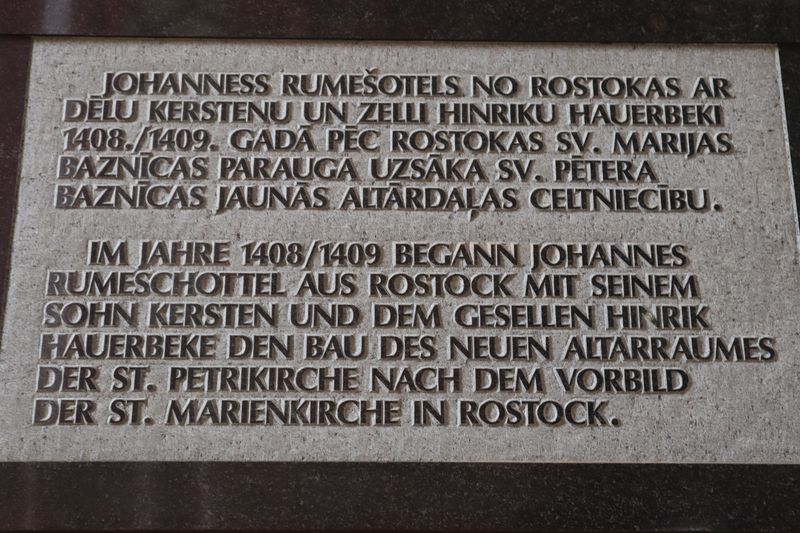 JOHANNESS RUMEŠOTELS NO ROSTOKAS AR
DĒLU KERSTENU UN ZELLI HINRIKU HAUERBEKI
1408./1409. GADĀ PĒC ROSTOKAS SV. MARIJAS
BAZNĪCAS PARAUGA UZSĀKA SV. PĒTERA
BAZNĪCAS JAUNĀS ALTĀRDAĻAS CELTNIECĪBU.
IM JAHRE 1408/1409 BEGANN JOHANNES
RUMESCHOTTEL AUS ROSTOCK MIT SEINEM
SOHN KERSTEN UND DEM GESELLEN HINRIK
HAUERBEKE DEN BAU DES NEUEN ALTARRAUMES
DER ST. PETRIKIRCHE NACH DEM VORBILD
DER ST. MARIENKIRCHE IN ROSTOCK.